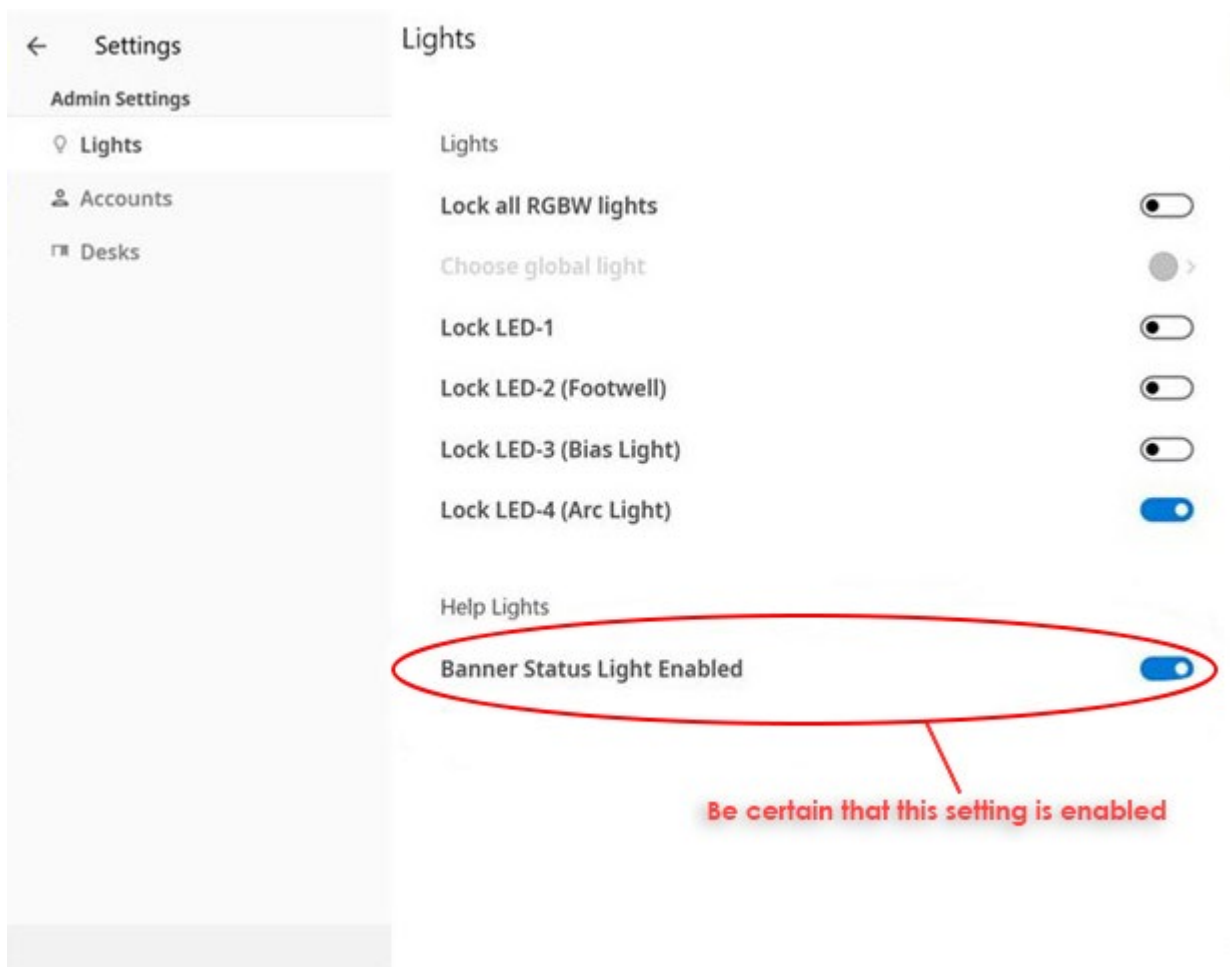 Settings
Admin Settings
Lights
Accounts
Desks
Lights
Lights
Lock all RGBW lights
Choose global light
Lock LED-1
Lock LED-2 (Footwell)
Lock LED-3 (Bias Light)
Lock LED-4 (Arc Light)
Help Lights
Banner Status Light Enabled
Be certain that this setting is enabled